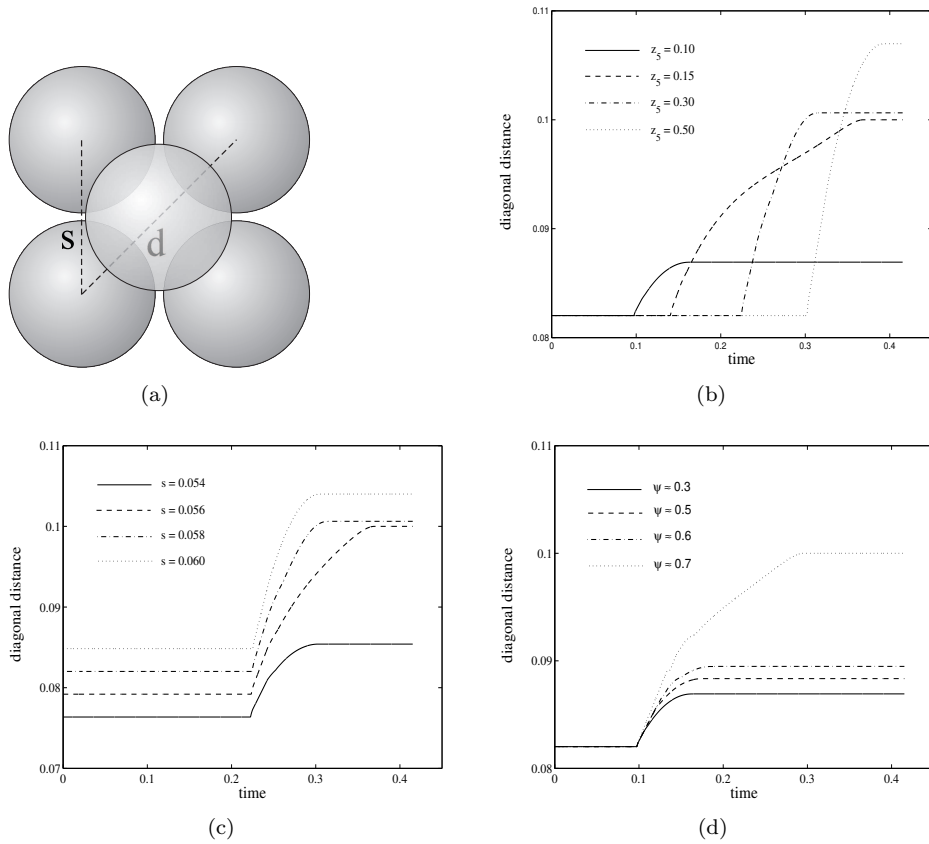 s
d
(a)
0.11
0.1
0.09
0.08
diagonal distance
z5 = 0.10
z5 = 0.15
z5 = 0.30
z5 = 0.50
0
0.1
0.2
0.3
0.4
time
(b)
0.11
0.1
0.09
0.08
0.07
diagonal distance
s = 0.054
s = 0.056
s = 0.058
s = 0.060
0
0.1
0.2
0.3
0.4
time
(c)
0.11
0.1
0.09
0.08
diagonal distance
ψ ≈ 0.3
ψ ≈ 0.5
ψ ≈ 0.6
ψ ≈ 0.7
0
0.1
0.2
0.3
0.4
time
(d)